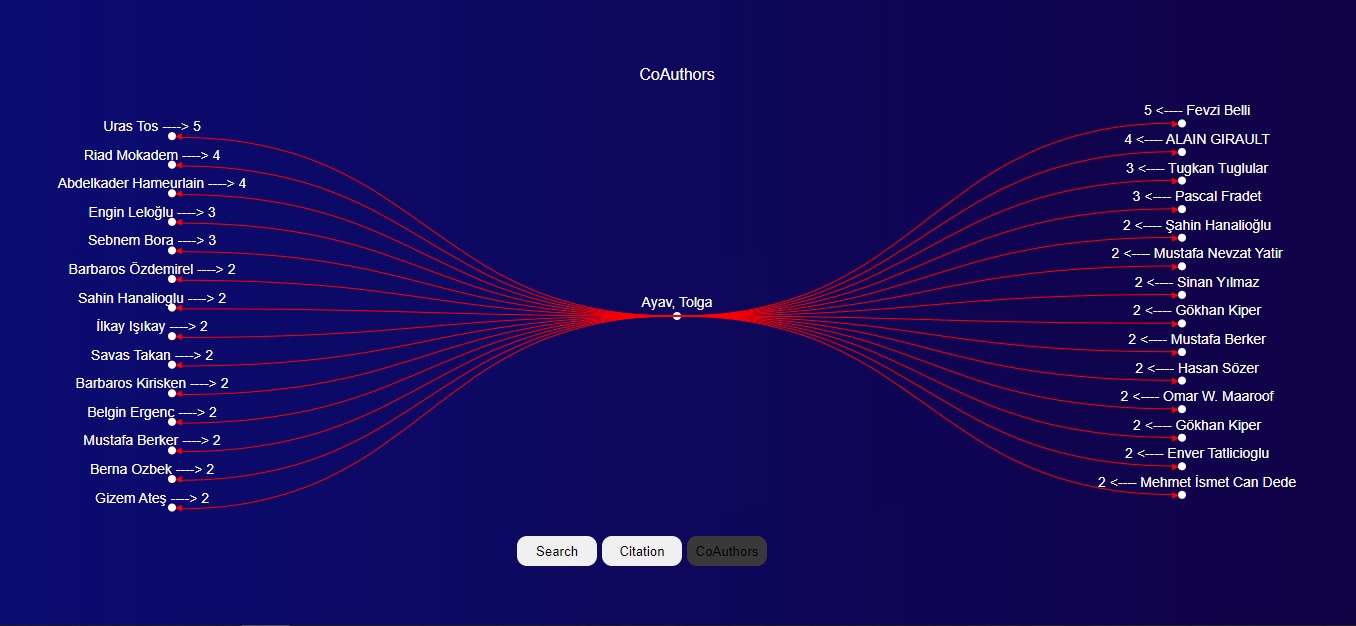 CoAuthors
Uras Tos ----> 5
Riad Mokadem ----> 4
Abdelkader Hameurlain ----> 4
Engin Leloğlu ----> 3
Sebnem Bora ----> 3
Barbaros Özdemirel ----> 2
Sahin Hanalioglu ----> 2
İlkay Işıkay ----> 2
Savas Takan ----> 2
Barbaros Kirisken ----> 2
Belgin Ergenç ----> 2
Mustafa Berker ----> 2
Berna Ozbek ----> 2
Gizem Ateş ----> 2
Ayav, Tolga
5 <---- Fevzi Belli
4 <---- ALAIN GIRAULT
3 <---- Tugkan Tuglular
3 <---- Pascal Fradet
2 <---- Şahin Hanalioğlu
2 <---- Mustafa Nevzat Yatir
2 <---- Sinan Yılmaz
2 <---- Gökhan Kiper
2 <---- Mustafa Berker
2 <---- Hasan Sözer
2 <---- Omar W. Maaroof
2 <---- Gökhan Kiper
2 <---- Enver Tatlicioglu
2 <---- Mehmet İsmet Can Dede
Search
Citation
CoAuthors